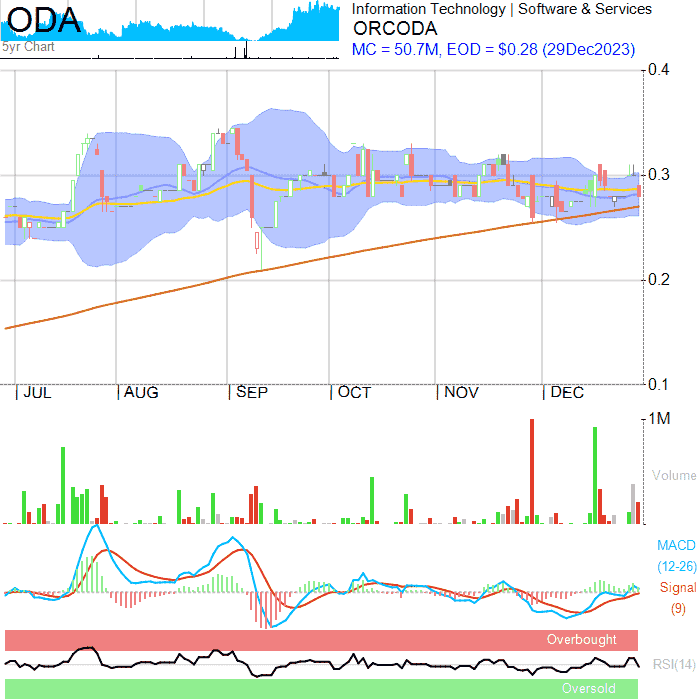 ODA
5yr Chart
Information Technology | Software & Services
ORCODA
MC = 50.7M, EOD = $0.28 (29Dec2023)
0.4
0.3
0.2
0.1
JUL AUG SEP OCT NOV DEC
1M
Volume
MACD
(12-26)
Signal
(9)
Overbought
RSI(14)
Oversold